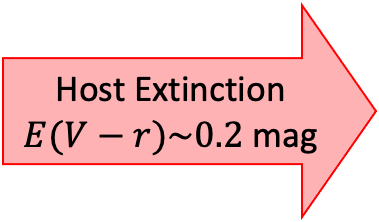 Host Extinction
E(V − r)~0.2 mag